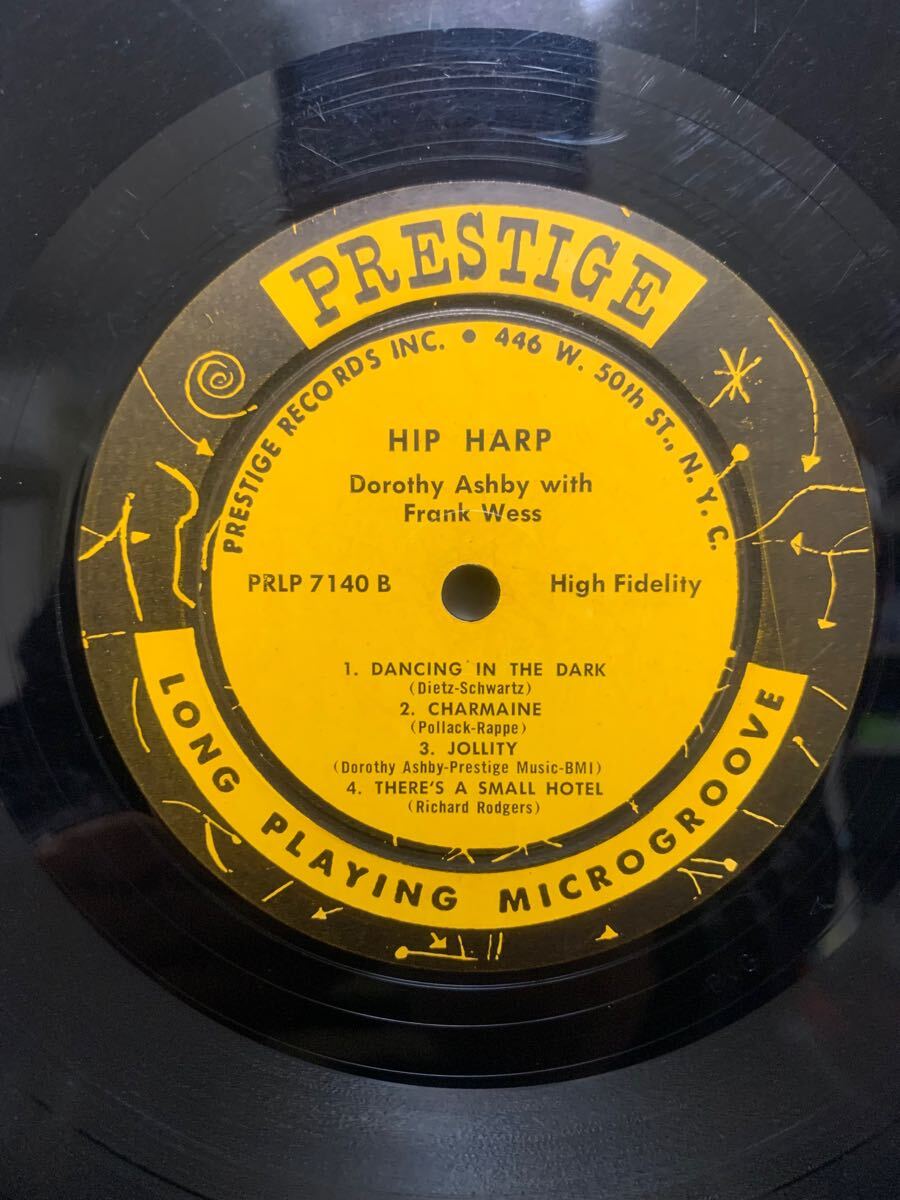 PRESTIGE
PRESTIGE RECORDS INC. • 446 W. 50th ST., N. Y. C.
HIP HARP
Dorothy Ashby with
Frank Wess
PRLP 7140 B
High Fidelity
1. DANCING IN THE DARK
(Dietz-Schwartz)
2. CHARMAINE
(Pollack-Rappe)
3. JOLLITY
(Dorothy Ashby-Prestige Music-BMI)
4. THERE'S A SMALL HOTEL
(Richard Rodgers)
LONG PLAYING MICROGROOVE